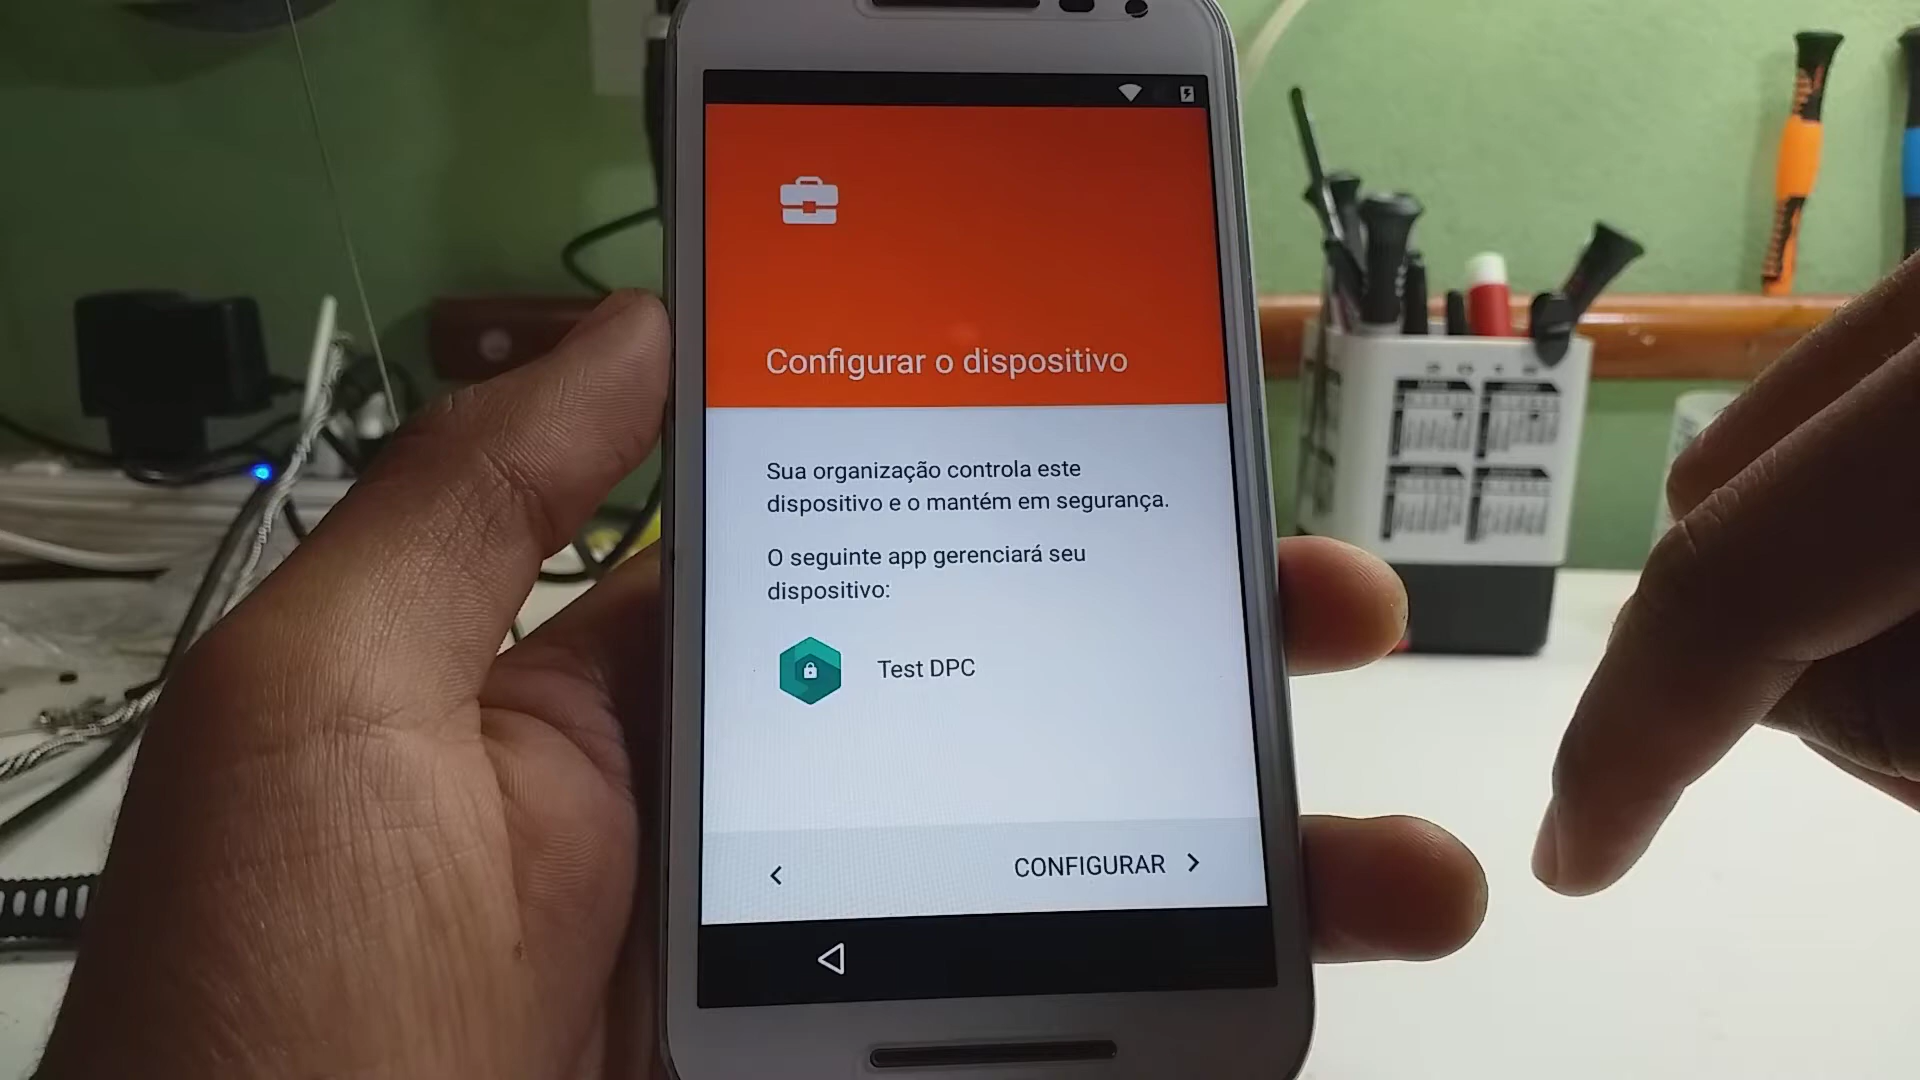 Configurar o dispositivo
Sua organização controla este
dispositivo e o mantém em segurança.
O seguinte app gerenciará seu
dispositivo:
Test DPC
CONFIGURAR